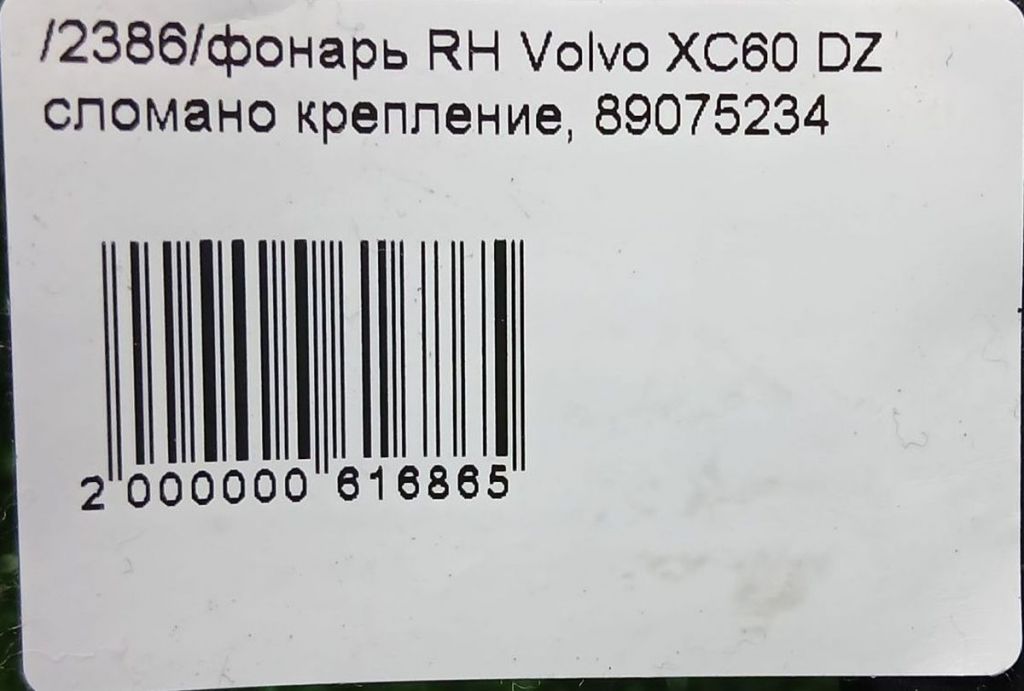 /2386/фонарь RH Volvo XC60 DZ
сломано крепление, 89075234
2 000000 616865